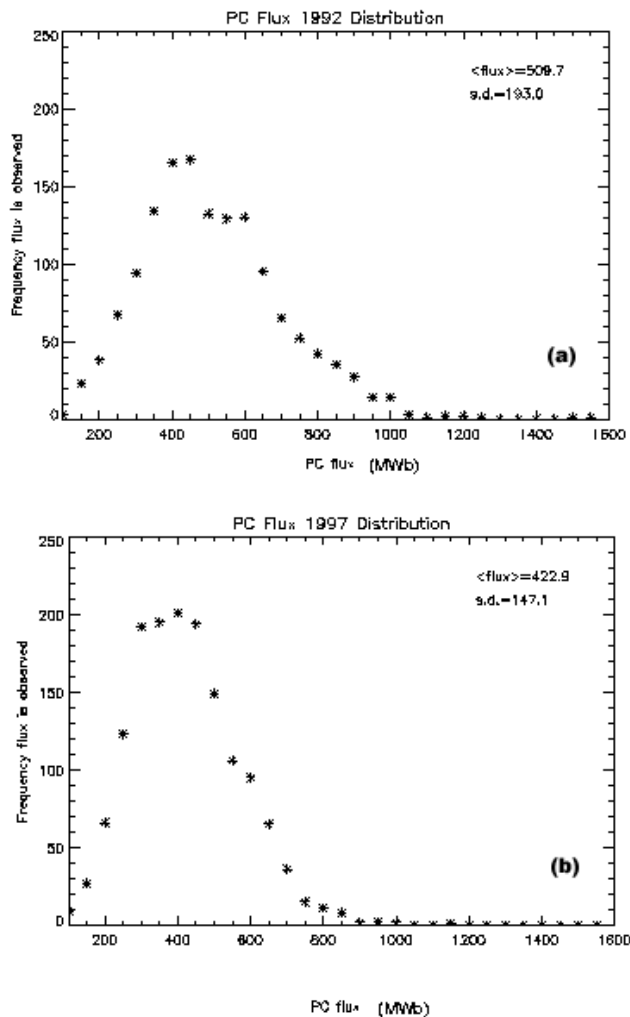 PC Flux 1992 Distribution
250
<flux>=509.7
s.d.=193.0
200
150
100
50
(a)
0
200 400 600 800 1000 1200 1400 1600
Frequency flux is observed
PC flux (MWb)
PC Flux 1997 Distribution
250
<flux>=422.9
s.d.=147.1
200
150
100
50
(b)
0
200 400 600 800 1000 1200 1400 1600
Frequency flux is observed
PC flux (MWb)